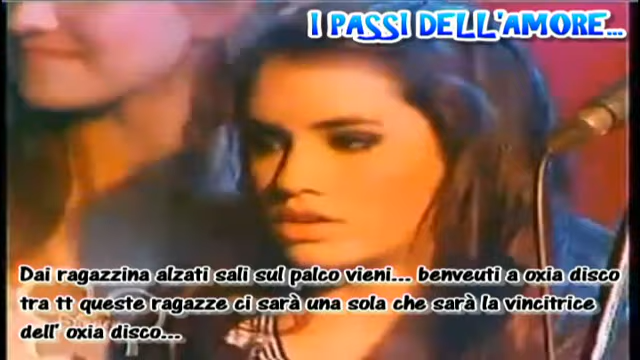 I PASSI DELL'AMORE...
Dai ragazzina alzati sali sul palco vieni... benveuti a oxia disco
tra tt queste ragazze ci sarà una sola che sarà la vincitrice
dell' oxia disco...